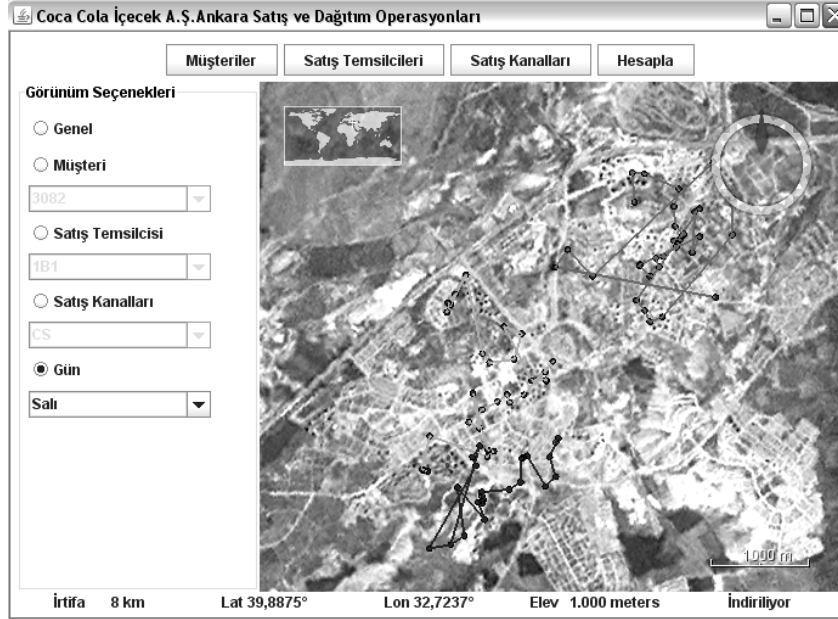 Coca Cola İçecek A.Ş.Ankara Satış ve Dağıtım Operasyonları
Müşteriler Satış Temsilcileri Satış Kanalları Hesapla
Görünüm Seçenekleri
Genel
Müşteri
3082
Satış Temsilcisi
1B1
Satış Kanalları
CS
Gün
Salı
1000 m
İrtifa 8 km Lat 39,8875° Lon 32,7237° Elev 1.000 meters İndiriliyor